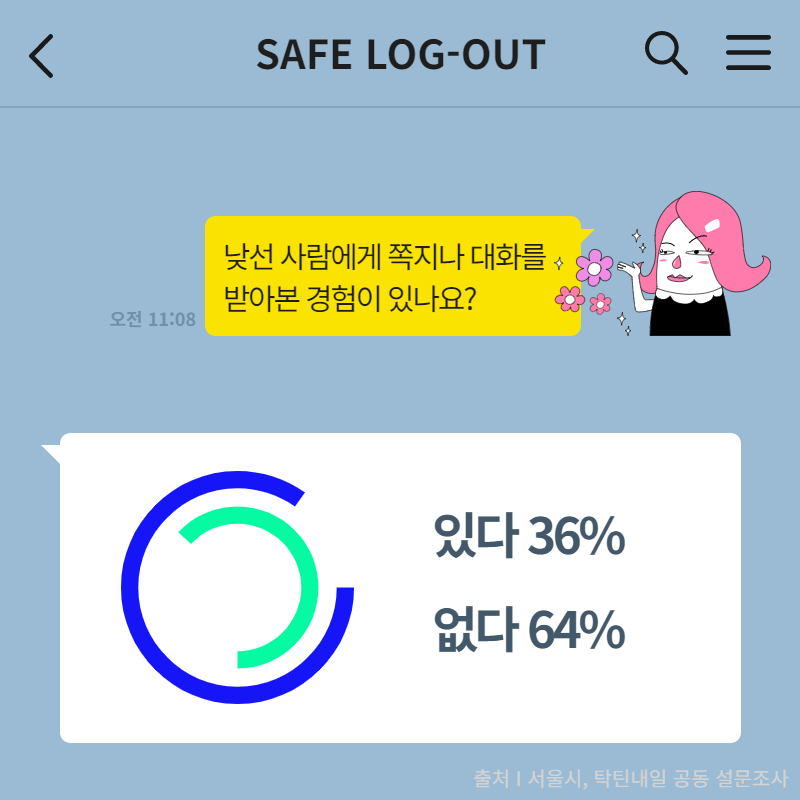 SAFE LOG-OUT
낯선 사람에게 쪽지나 대화를
받아본 경험이 있나요?
오전 11:08
있다 36%
없다 64%
출처 | 서울시, 탁틴내일 공동 설문조사